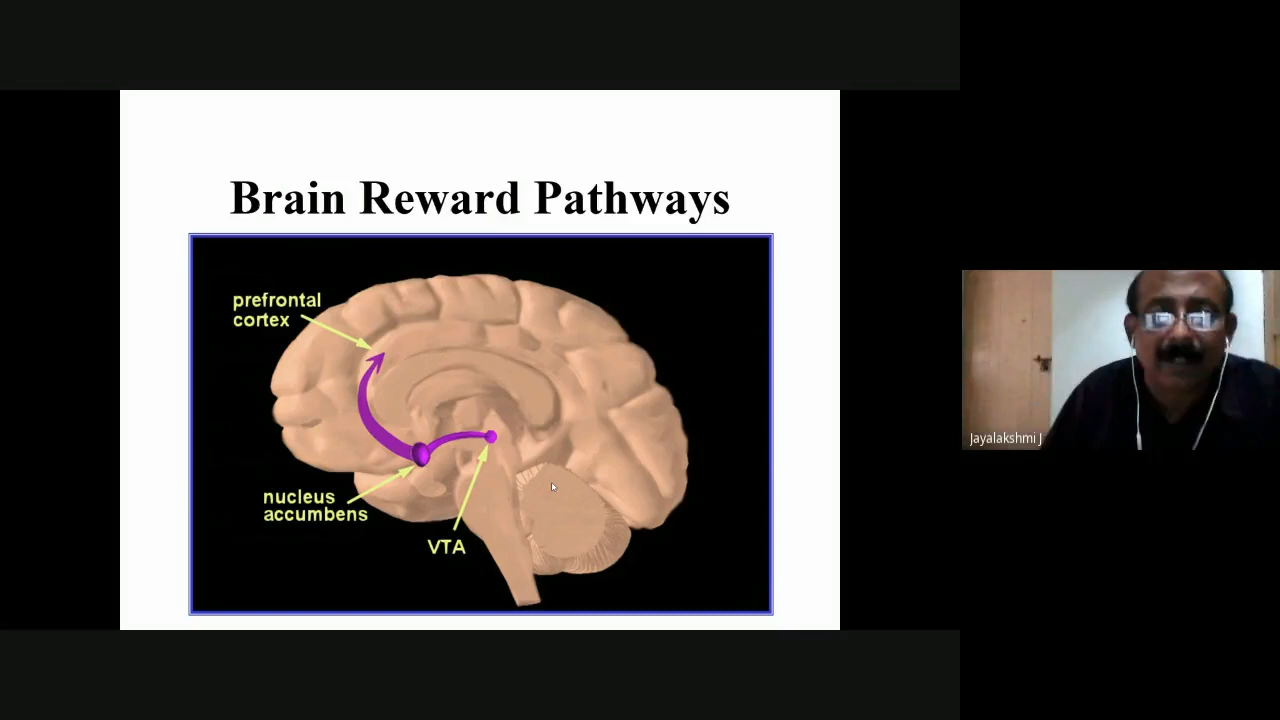 Brain Reward Pathways
prefrontal
cortex
nucleus
accumbens
VTA
Jayalakshmi J